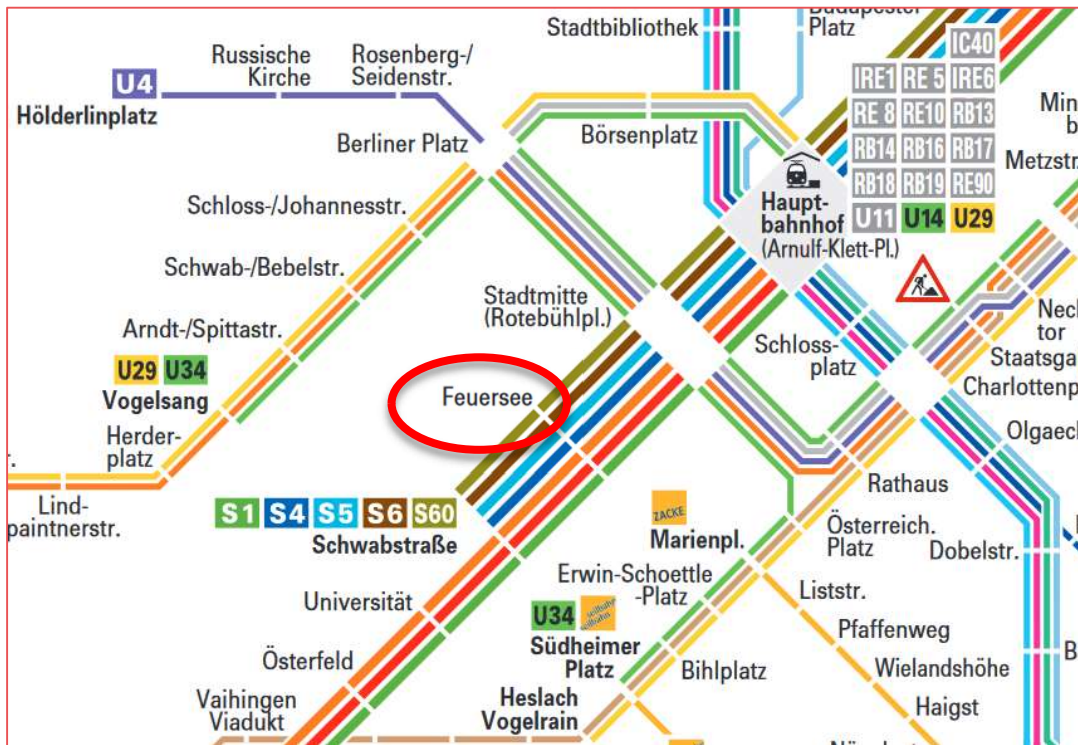 Stadtbibliothek
Budapester
Platz
IC40
IRE1 RE 5 IRE6
RE 8 RE10 RB13
RB14 RB16 RB17
RB18 RB19 RE90
U11 U14 U29
Russische
Kirche
Rosenberg-/
Seidenstr.
U4
Hölderlinplatz
Berliner Platz
Börsenplatz
Metzstr.
Haupt-
bahnhof
(Arnulf-Klett-Pl.)
Schloss-/Johannesstr.
Schwab-/Bebelstr.
Stadtmitte
(Rotebühlpl.)
Arndt-/Spittastr.
U29 U34
Vogelsang
Schloss-
platz
tor
Feuersee
Herder-
platz
Rathaus
Lind-
paintnerstr.
S1 S4 S5 S6 S60
Schwabstraße
ZACKE
Marienpl.
Österreich.
Platz
Dobelstr.
Erwin-Schoettle
-Platz
Liststr.
Universität
U34
Südheimer
Platz
Pfaffenweg
Bihlplatz
Wielandshöhe
Österfeld
Haigst
Vaihingen
Viadukt
Heslach
Vogelrain